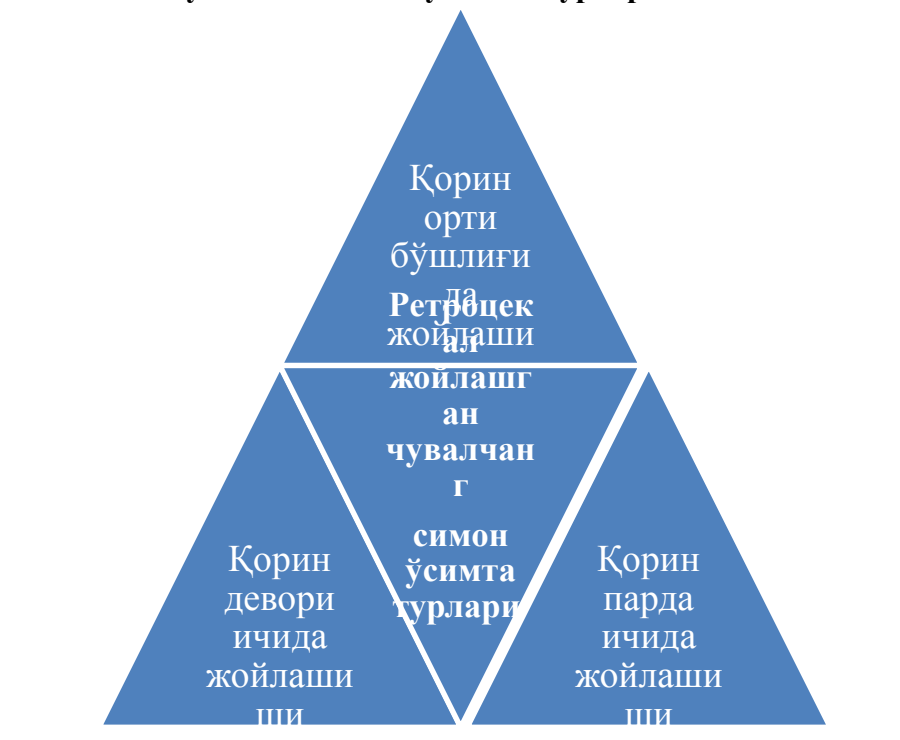 Қорин
орти
бўшлиғи
да
жойлаши
Ретроцек
ал
жойлашг
ан
чувалчан
г
симон
ўсимта
турлари
Қорин
девори
ичида
жойлаши
ши
Қорин
парда
ичида
жойлаши
ши